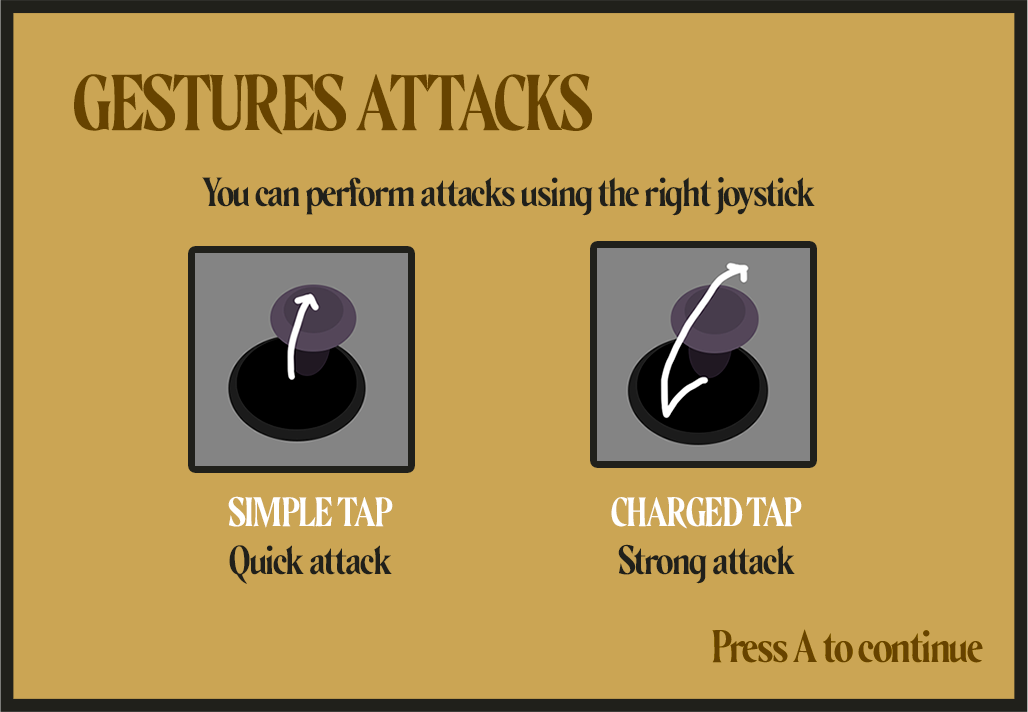 GESTURES ATTACKS
You can perform attacks using the right joystick
SIMPLE TAP
Quick attack
CHARGED TAP
Strong attack
Press A to continue